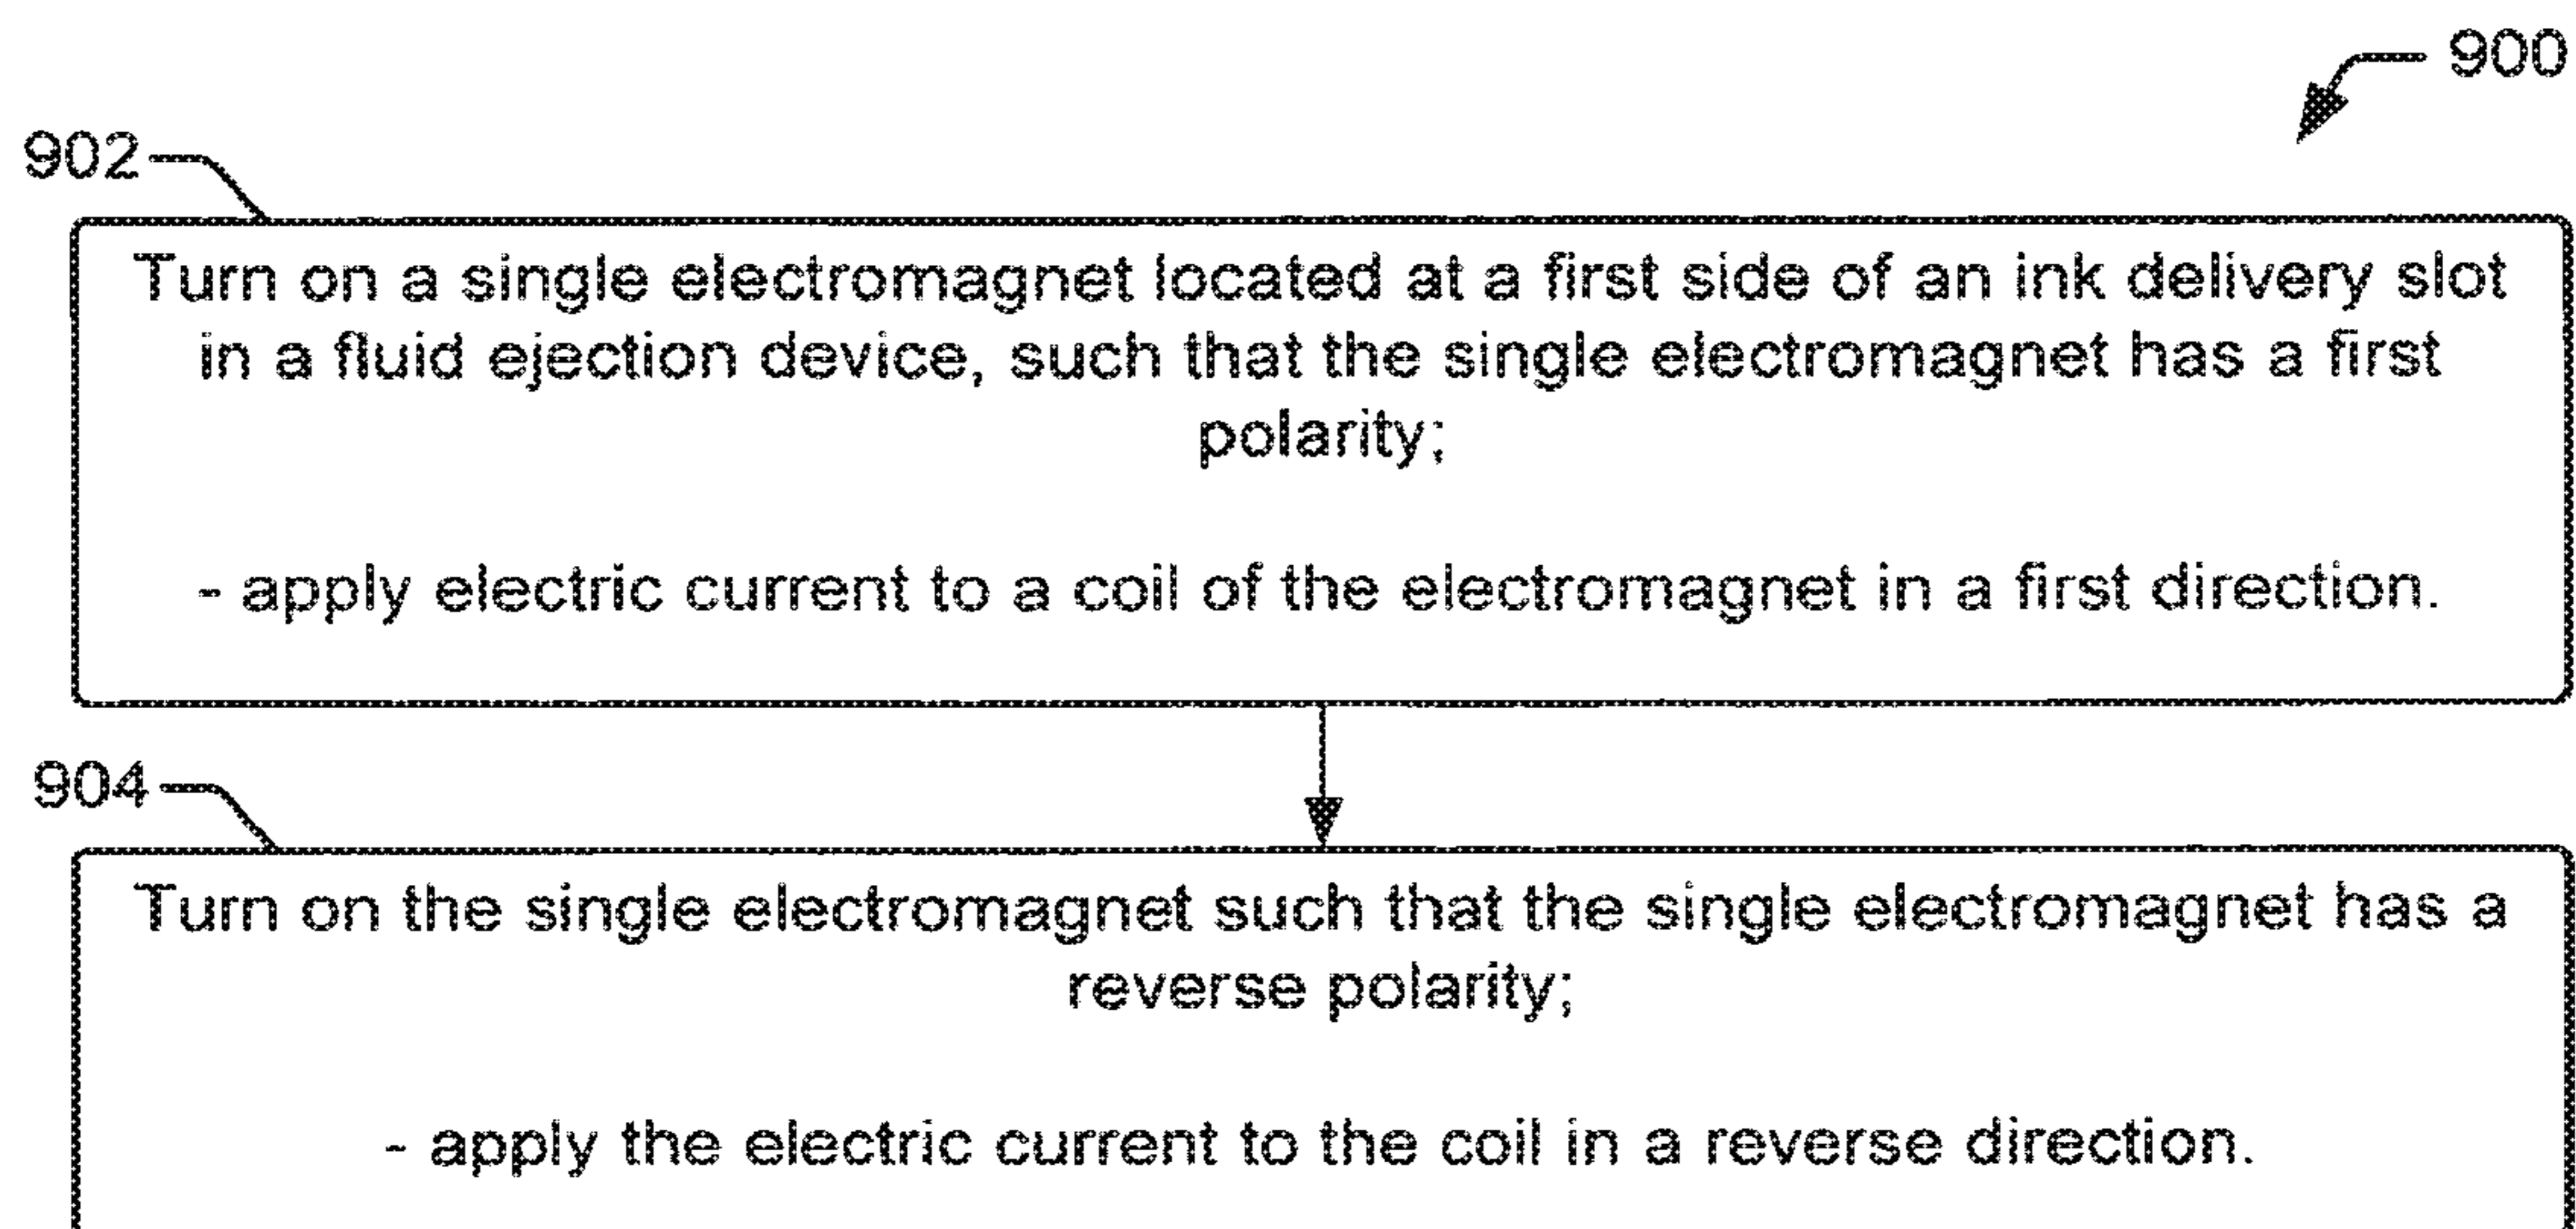 900
902
Turn on a single electromagnet located at a first side of an ink delivery slot
in a fluid ejection device, such that the single electromagnet has a first
polarity;
- apply electric current to a coil of the electromagnet in a first direction.
904
Turn on the single electromagnet such that the single electromagnet has a
reverse polarity;
- apply the electric current to the coil in a reverse direction.